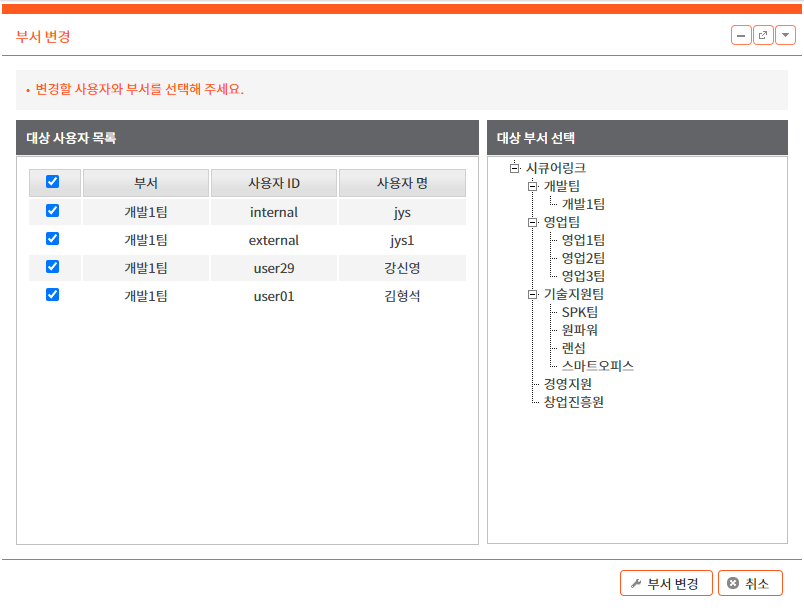 부서 변경
• 변경할 사용자와 부서를 선택해 주세요.
대상 사용자 목록
부서 사용자 ID 사용자 명
개발1팀 internal jys
개발1팀 external jys1
개발1팀 user29 강신영
개발1팀 user01 김형석
대상 부서 선택
시큐어링크
개발팀
개발1팀
영업팀
영업1팀
영업2팀
영업3팀
기술지원팀
SPK팀
원파워
랜섬
스마트오피스
경영지원
창업진흥원
부서 변경 취소